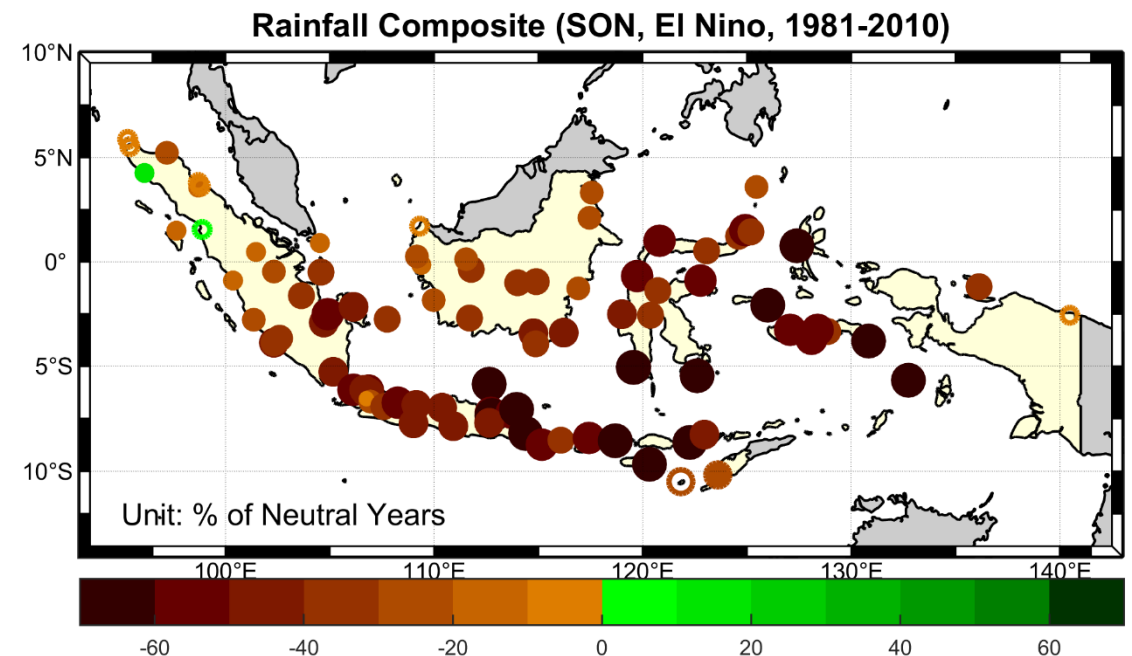 Rainfall Composite (SON, El Nino, 1981-2010)
10°N
5°N
0°
5°S
10°S
Unit: % of Neutral Years
100°E 110°E 120°E 130°E 140°E
-60 -40 -20 0 20 40 60